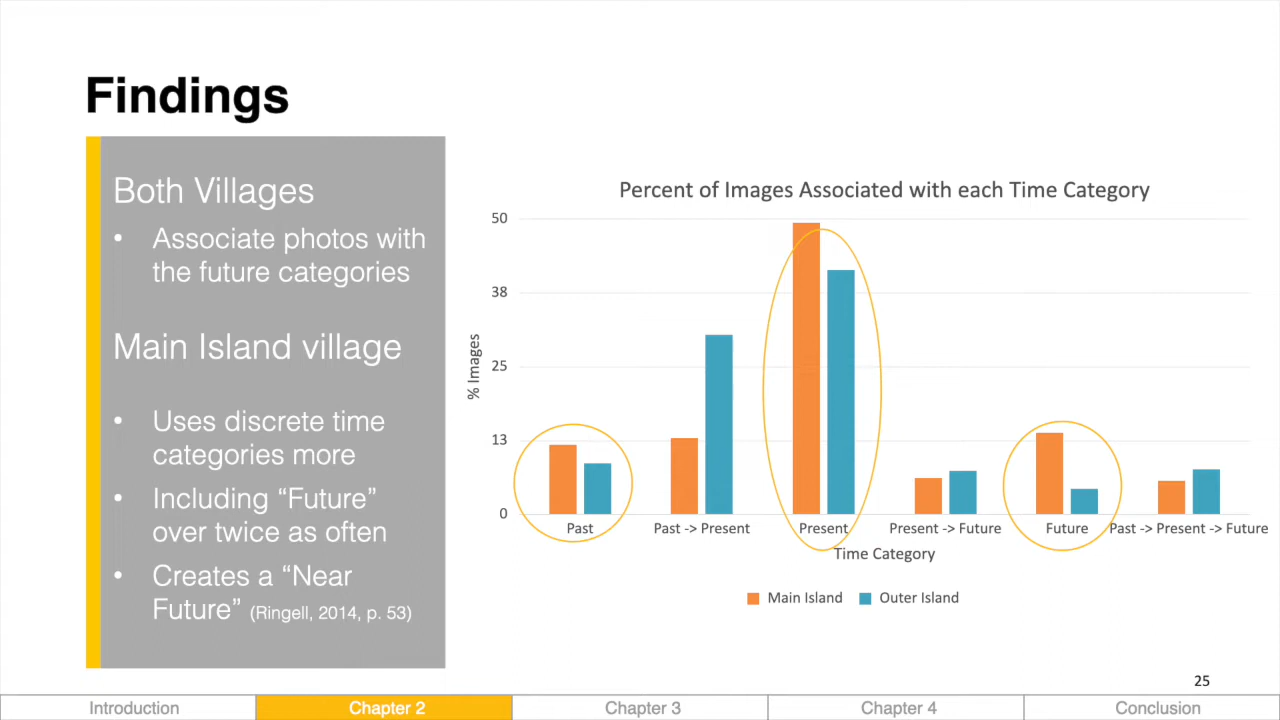 Findings
Both Villages
• Associate photos with
the future categories
Main Island village
• Uses discrete time
categories more
• Including “Future”
over twice as often
• Creates a “Near
Future” (Ringell, 2014, p. 53)
Percent of Images Associated with each Time Category
50
38
25
13
0
% Images
Past
Past -> Present
Present
Present -> Future
Future
Past -> Present -> Future
Time Category
Main Island
Outer Island
25
Introduction
Chapter 2
Chapter 3
Chapter 4
Conclusion